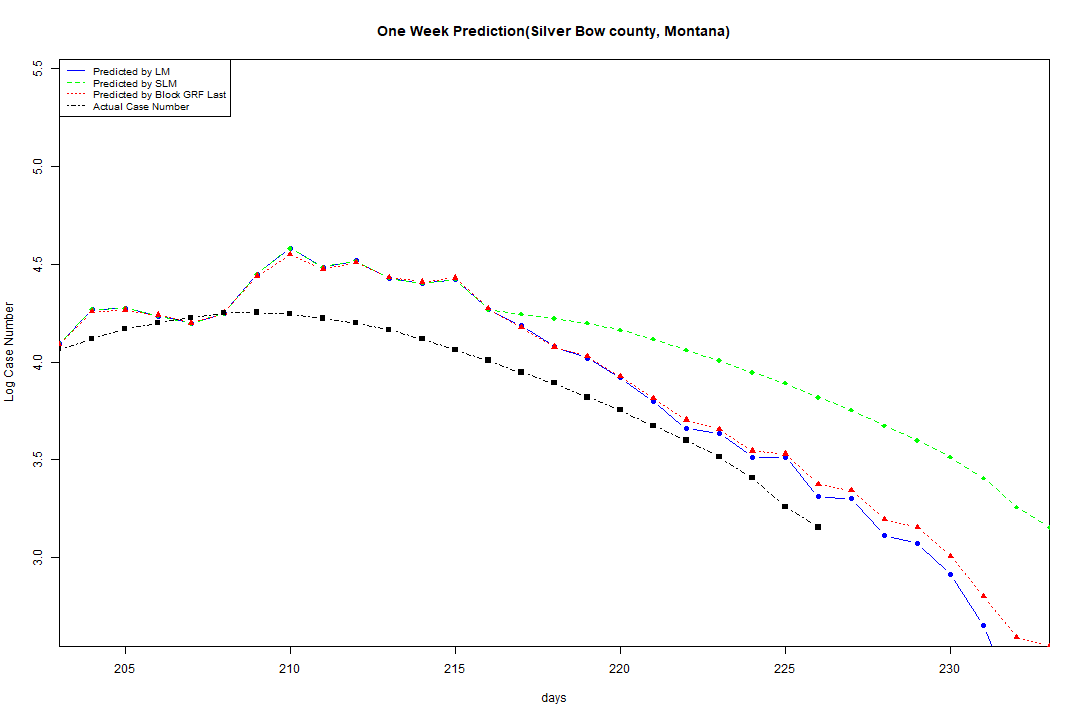 One Week Prediction(Silver Bow county, Montana)
Predicted by LM
Predicted by SLM
Predicted by Block GRF Last
Actual Case Number
5.5
5.0
4.5
4.0
3.5
3.0
Log Case Number
205 210 215 220 225 230
days